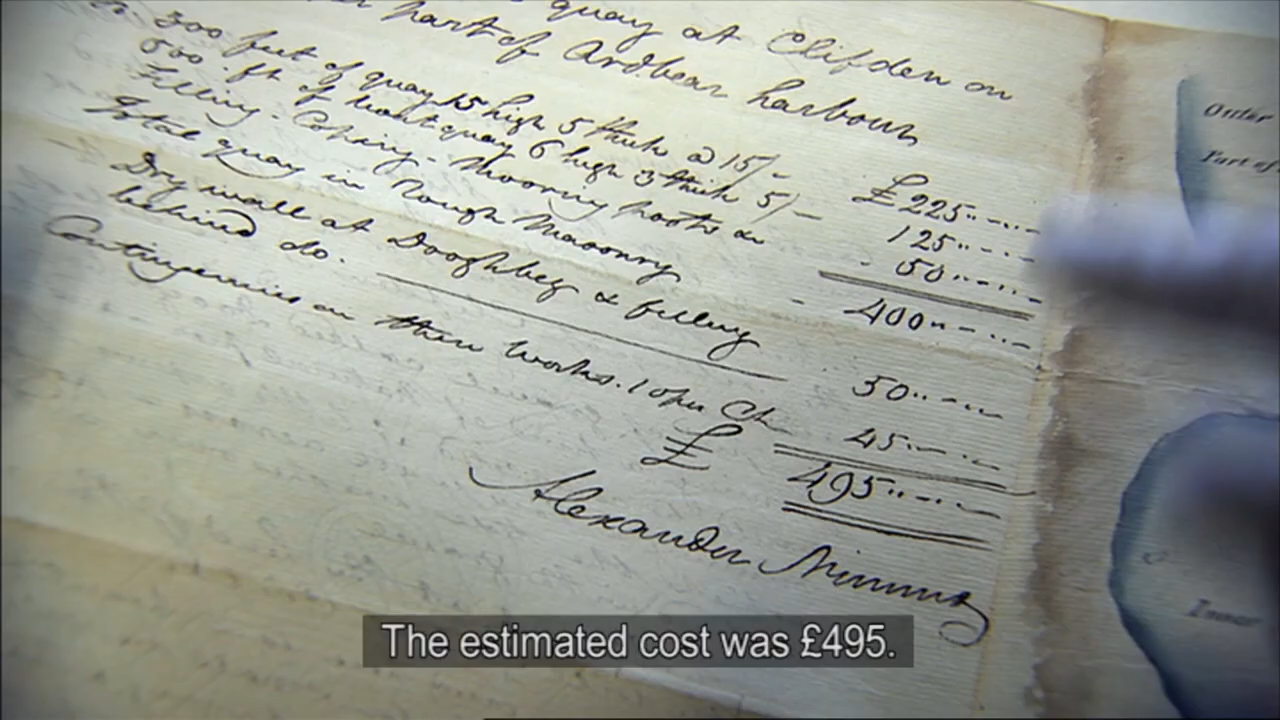 quay at Clifden on
part of Ardbear harbour
300 feet of quay 15 high 5 thick @ 15/- £225
500 ft of boat quay 6 high 3 thick 5/- 125
Filling - Coping - Mooring posts &c 50
Total quay in Rough Masonry - 400
Dry wall at Doughbeg & filling
behind do. 50
Contingencies on these works. 10 per Ct 45
£ 495
Alexander Nimmo
Outer
Part of
Inner
The estimated cost was £495.